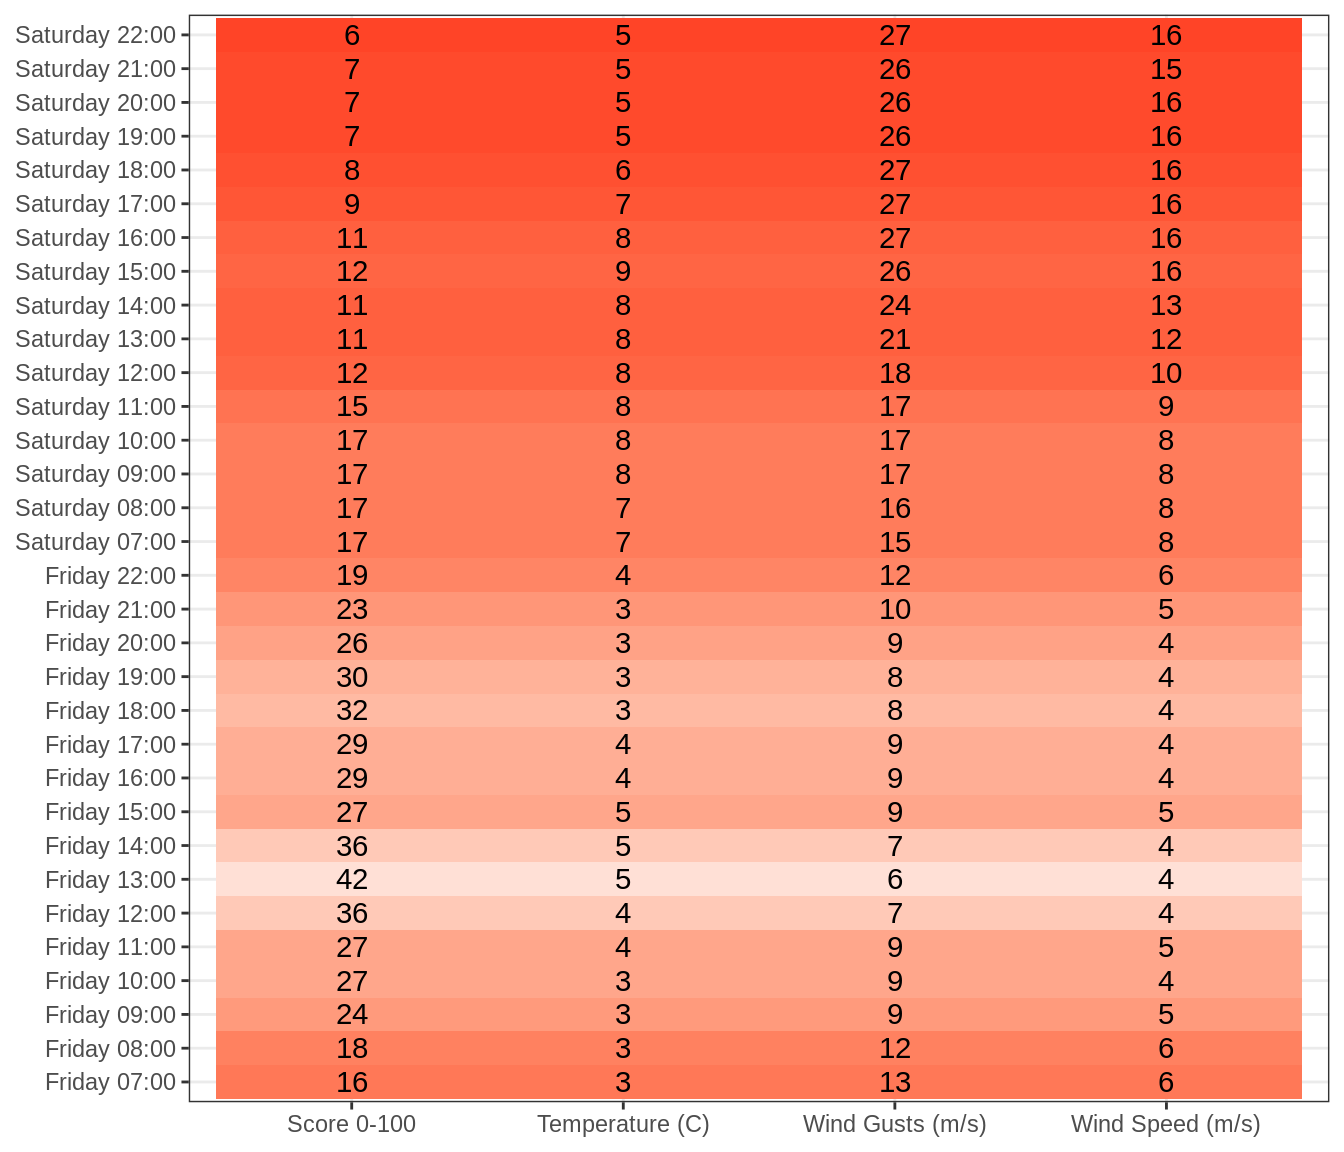 Saturday 22:00 6 5 27 16
Saturday 21:00 7 5 26 15
Saturday 20:00 7 5 26 16
Saturday 19:00 7 5 26 16
Saturday 18:00 8 6 27 16
Saturday 17:00 9 7 27 16
Saturday 16:00 11 8 27 16
Saturday 15:00 12 9 26 16
Saturday 14:00 11 8 24 13
Saturday 13:00 11 8 21 12
Saturday 12:00 12 8 18 10
Saturday 11:00 15 8 17 9
Saturday 10:00 17 8 17 8
Saturday 09:00 17 8 17 8
Saturday 08:00 17 7 16 8
Saturday 07:00 17 7 15 8
Friday 22:00 19 4 12 6
Friday 21:00 23 3 10 5
Friday 20:00 26 3 9 4
Friday 19:00 30 3 8 4
Friday 18:00 32 3 8 4
Friday 17:00 29 4 9 4
Friday 16:00 29 4 9 4
Friday 15:00 27 5 9 5
Friday 14:00 36 5 7 4
Friday 13:00 42 5 6 4
Friday 12:00 36 4 7 4
Friday 11:00 27 4 9 5
Friday 10:00 27 3 9 4
Friday 09:00 24 3 9 5
Friday 08:00 18 3 12 6
Friday 07:00 16 3 13 6
Score 0-100 Temperature (C) Wind Gusts (m/s) Wind Speed (m/s)